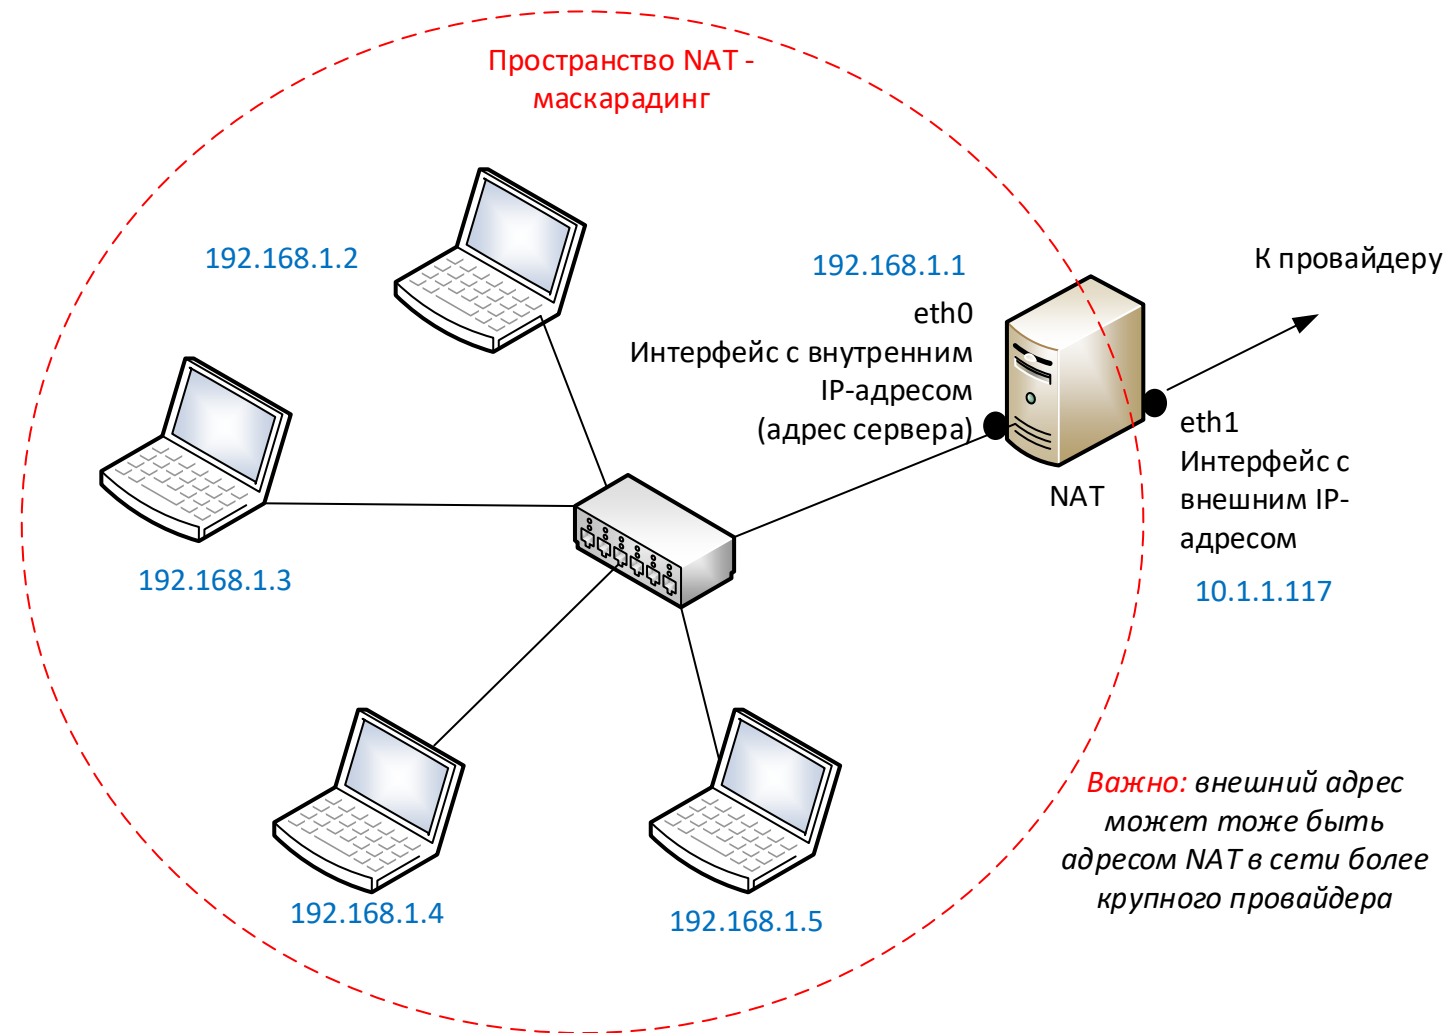 Пространство NAT -
маскарадинг
192.168.1.2
192.168.1.1
К провайдеру
eth0
Интерфейс с внутренним
IP-адресом
(адрес сервера)
eth1
Интерфейс с
внешним IP-
адресом
10.1.1.117
NAT
192.168.1.3
Важно: внешний адрес
может тоже быть
адресом NAT в сети более
крупного провайдера
192.168.1.4
192.168.1.5